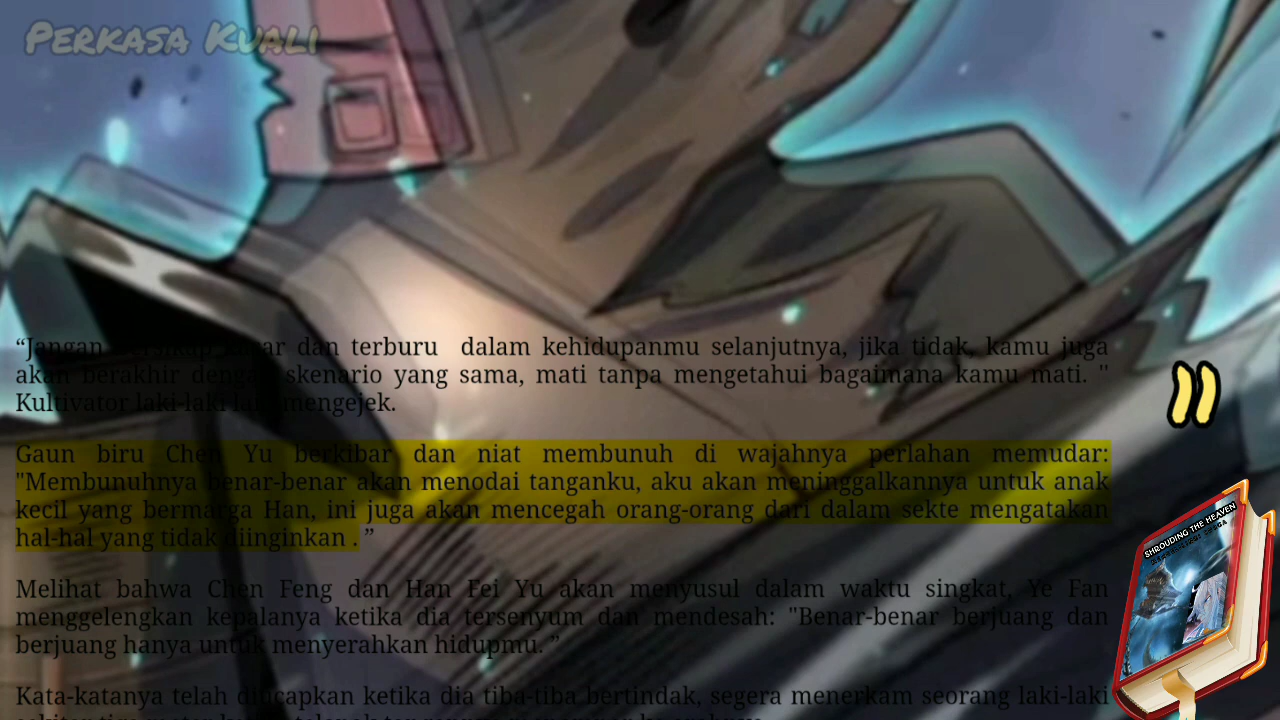 PERKASA KUALI
“Jangan bersikap kasar dan terburu dalam kehidupanmu selanjutnya, jika tidak, kamu juga
akan berakhir dengan skenario yang sama, mati tanpa mengetahui bagaimana kamu mati. "
Kultivator laki-laki lain mengejek.
Gaun biru Chen Yu berkibar dan niat membunuh di wajahnya perlahan memudar:
"Membunuhnya benar-benar akan menodai tanganku, aku akan meninggalkannya untuk anak
kecil yang bermarga Han, ini juga akan mencegah orang-orang dari dalam sekte mengatakan
hal-hal yang tidak diinginkan . ”
Melihat bahwa Chen Feng dan Han Fei Yu akan menyusul dalam waktu singkat, Ye Fan
menggelengkan kepalanya ketika dia tersenyum dan mendesah: "Benar-benar berjuang dan
berjuang hanya untuk menyerahkan hidupmu. ”
Kata-katanya telah diucapkan ketika dia tiba-tiba bertindak, segera menerkam seorang laki-laki
SHROUDING THE HEAVEN